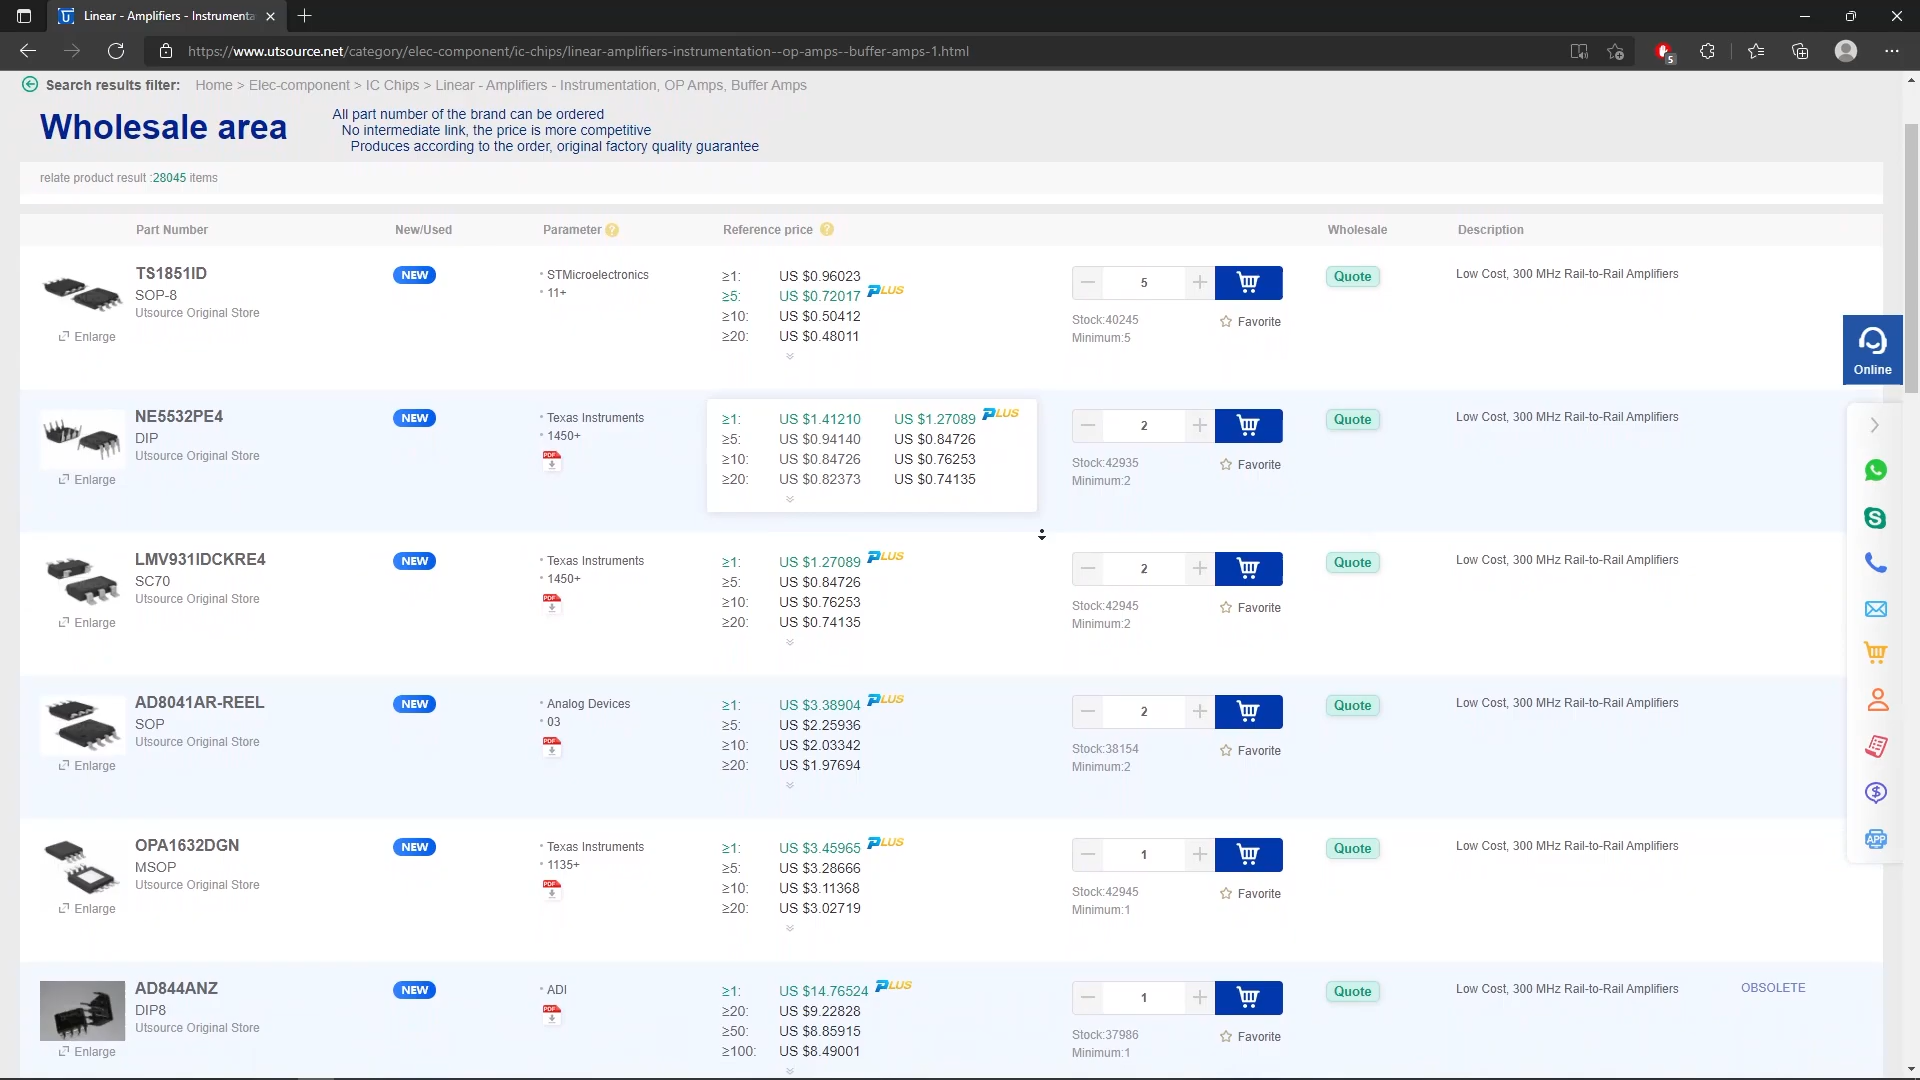 Linear - Amplifiers - Instrumenta
https://www.utsource.net/category/elec-component/ic-chips/linear-amplifiers-instrumentation--op-amps--buffer-amps-1.html
5
Search results filter: Home > Elec-component > IC Chips > Linear - Amplifiers - Instrumentation, OP Amps, Buffer Amps
Wholesale area
All part number of the brand can be ordered
No intermediate link, the price is more competitive
Produces according to the order, original factory quality guarantee
relate product result :28045 items
Part Number New/Used Parameter ? Reference price ? Wholesale Description
TS1851ID
SOP-8
Utsource Original Store
Enlarge
NEW
• STMicroelectronics
• 11+
≥1: US $0.96023
≥5: US $0.72017 PLUS
≥10: US $0.50412
≥20: US $0.48011
5
Stock:40245
Minimum:5
Favorite
Quote
Low Cost, 300 MHz Rail-to-Rail Amplifiers
NE5532PE4
DIP
Utsource Original Store
Enlarge
NEW
• Texas Instruments
• 1450+
PDF
≥1: US $1.41210 US $1.27089 PLUS
≥5: US $0.94140 US $0.84726
≥10: US $0.84726 US $0.76253
≥20: US $0.82373 US $0.74135
2
Stock:42935
Minimum:2
Favorite
Quote
Low Cost, 300 MHz Rail-to-Rail Amplifiers
LMV931IDCKRE4
SC70
Utsource Original Store
Enlarge
NEW
• Texas Instruments
• 1450+
PDF
≥1: US $1.27089 PLUS
≥5: US $0.84726
≥10: US $0.76253
≥20: US $0.74135
2
Stock:42945
Minimum:2
Favorite
Quote
Low Cost, 300 MHz Rail-to-Rail Amplifiers
AD8041AR-REEL
SOP
Utsource Original Store
Enlarge
NEW
• Analog Devices
• 03
PDF
≥1: US $3.38904 PLUS
≥5: US $2.25936
≥10: US $2.03342
≥20: US $1.97694
2
Stock:38154
Minimum:2
Favorite
Quote
Low Cost, 300 MHz Rail-to-Rail Amplifiers
OPA1632DGN
MSOP
Utsource Original Store
Enlarge
NEW
• Texas Instruments
• 1135+
PDF
≥1: US $3.45965 PLUS
≥5: US $3.28666
≥10: US $3.11368
≥20: US $3.02719
1
Stock:42945
Minimum:1
Favorite
Quote
Low Cost, 300 MHz Rail-to-Rail Amplifiers
AD844ANZ
DIP8
Utsource Original Store
Enlarge
NEW
• ADI
PDF
≥1: US $14.76524 PLUS
≥20: US $9.22828
≥50: US $8.85915
≥100: US $8.49001
1
Stock:37986
Minimum:1
Favorite
Quote
Low Cost, 300 MHz Rail-to-Rail Amplifiers
OBSOLETE
Online
APP